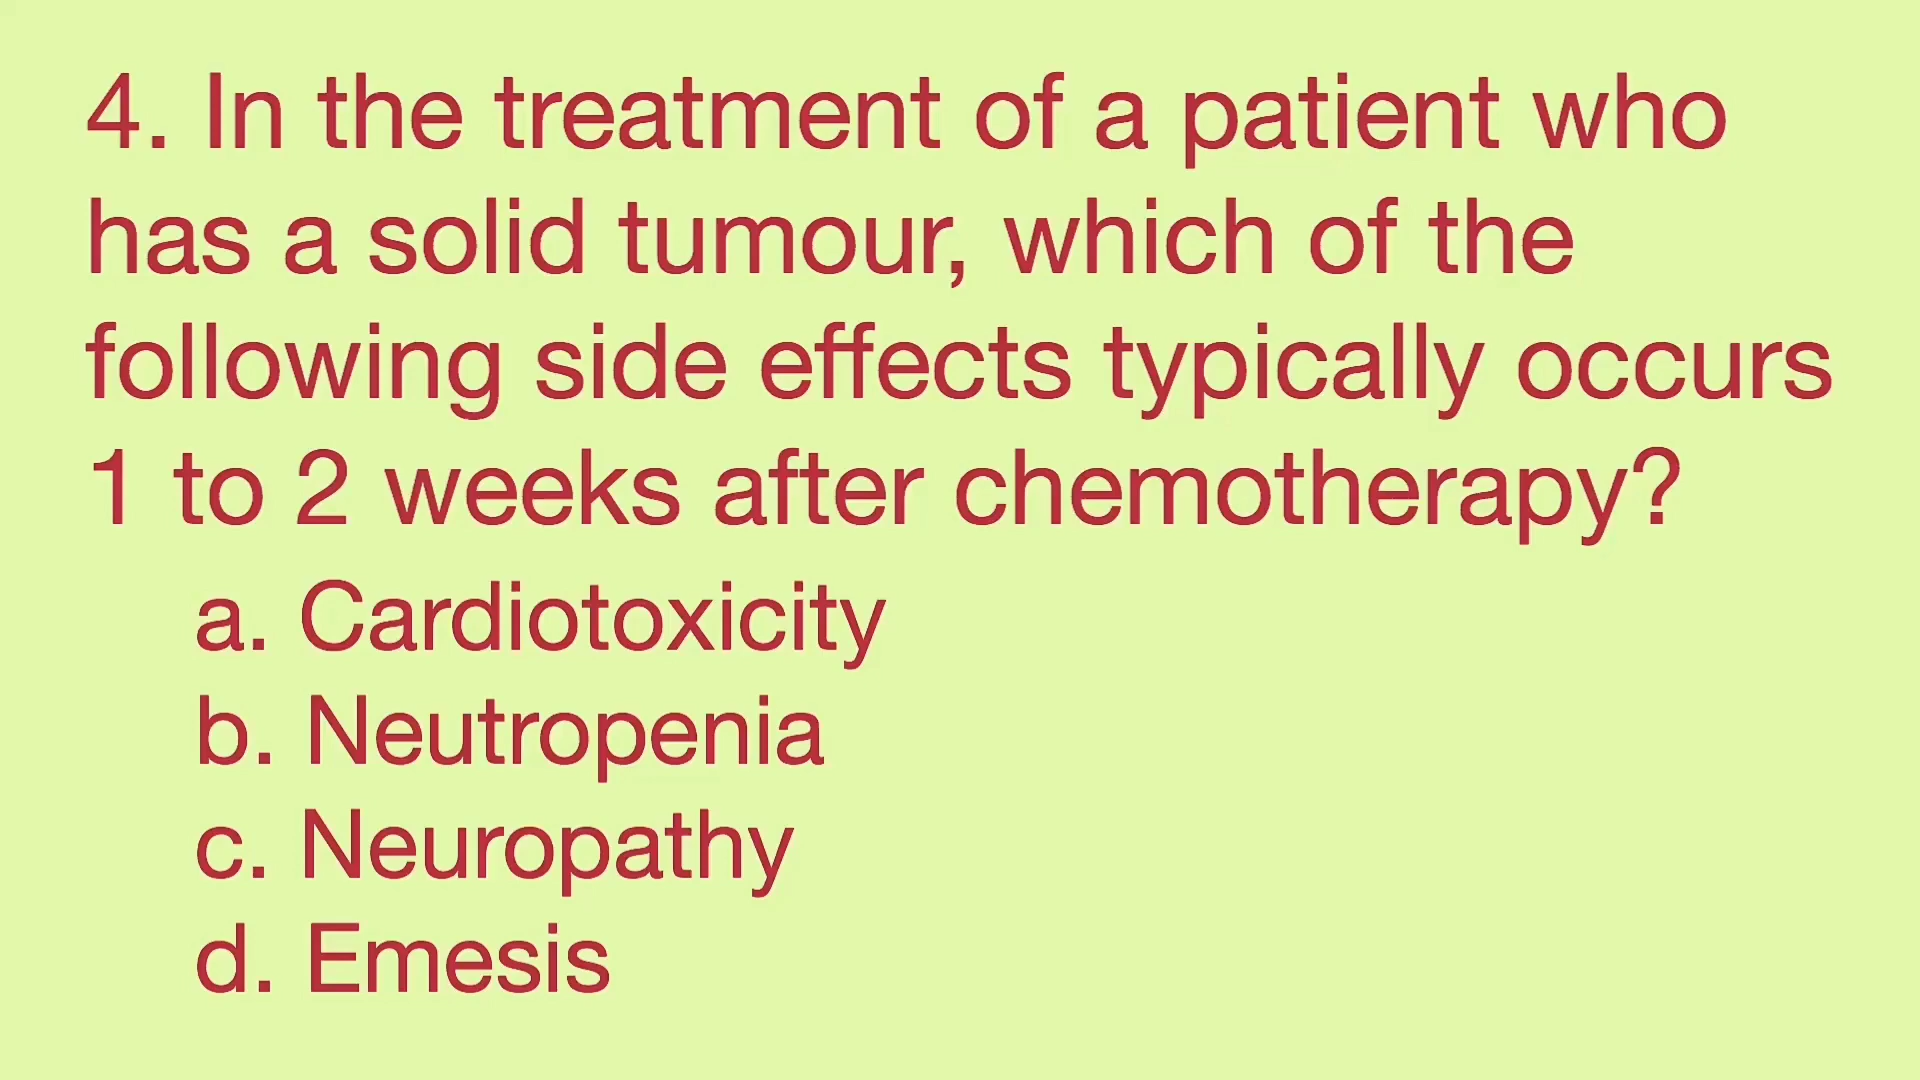 4. In the treatment of a patient who
has a solid tumour, which of the
following side effects typically occurs
1 to 2 weeks after chemotherapy?
a. Cardiotoxicity
b. Neutropenia
c. Neuropathy
d. Emesis